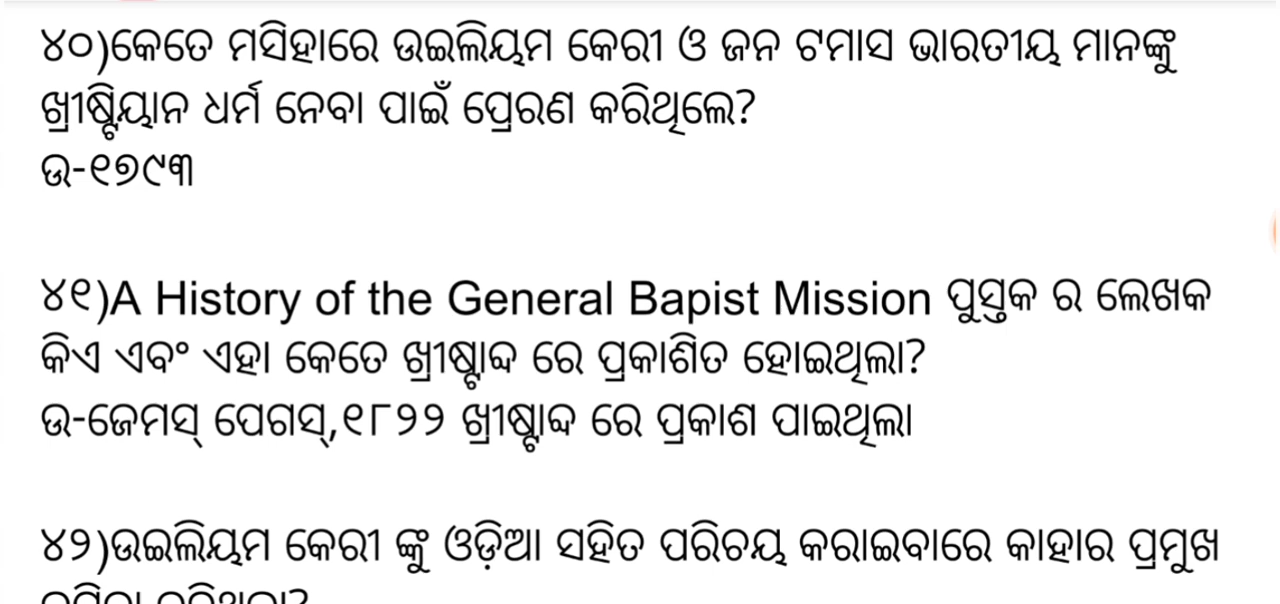 ୪୦)କେତେ ମସିହାରେ ଉଇଲିୟମ କେରୀ ଓ ଜନ ଟମାସ ଭାରତୀୟ ମାନଙ୍କୁ
ଖ୍ରୀଷ୍ଟିୟାନ ଧର୍ମ ନେବା ପାଇଁ ପ୍ରେରଣ କରିଥିଲେ?
ଉ-୧୭୯୩
୪୧)A History of the General Bapist Mission ପୁସ୍ତକ ର ଲେଖକ
କିଏ ଏବଂ ଏହା କେତେ ଖ୍ରୀଷ୍ଟାବ୍ଦ ରେ ପ୍ରକାଶିତ ହୋଇଥିଲା?
ଉ-ଜେମସ୍ ପେଗସ୍,୧୮୨୨ ଖ୍ରୀଷ୍ଟାବ୍ଦ ରେ ପ୍ରକାଶ ପାଇଥିଲା
୪୨)ଉଇଲିୟମ କେରୀ ଙ୍କୁ ଓଡ଼ିଆ ସହିତ ପରିଚୟ କରାଇବାରେ କାହାର ପ୍ରମୁଖ